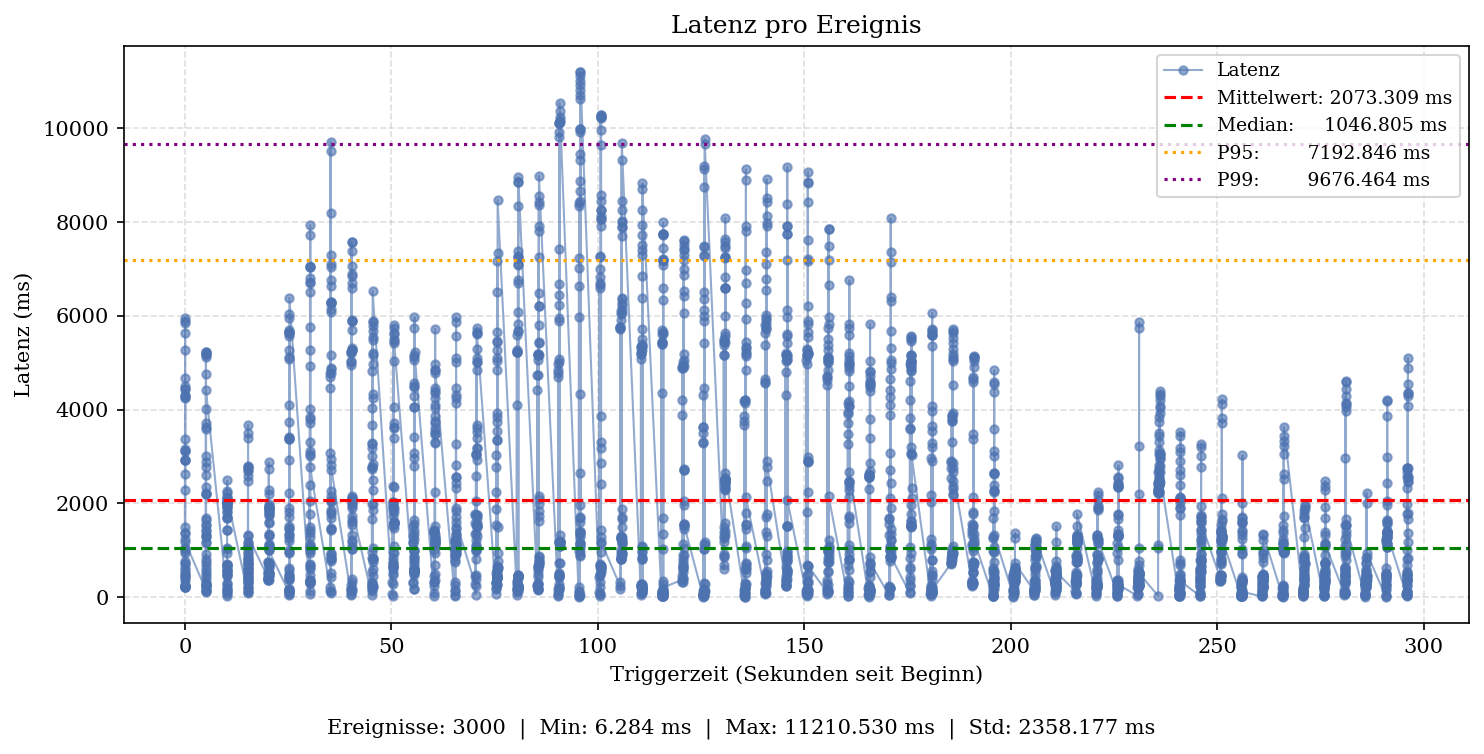 Latenz pro Ereignis
Latenz
Mittelwert: 2073.309 ms
Median: 1046.805 ms
P95: 7192.846 ms
P99: 9676.464 ms
Latenz (ms)
10000
8000
6000
4000
2000
0
0 50 100 150 200 250 300
Triggerzeit (Sekunden seit Beginn)
Ereignisse: 3000 | Min: 6.284 ms | Max: 11210.530 ms | Std: 2358.177 ms